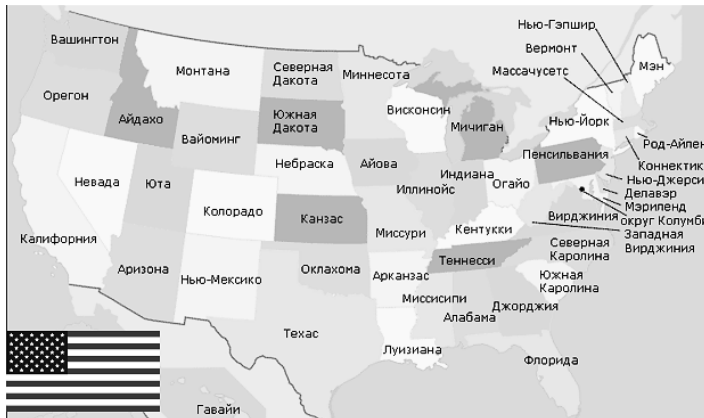 Нью-Гэпшир
Вашингтон
Вермонт
Мэн
Монтана
Северная
Дакота
Миннесота
Массачусетс
Орегон
Айдахо
Южная
Дакота
Висконсин
Мичиган
Нью-Йорк
Вайоминг
Род-Айлен
Пенсильвания
Небраска
Айова
Коннектик
Невада
Юта
Индиана
Огайо
Нью-Джерси
Иллинойс
Делавэр
Колорадо
Канзас
Мэриленд
Вирджиния
округ Колумби
Калифорния
Миссури
Кентукки
Западная
Вирджиния
Северная
Каролина
Аризона
Нью-Мексико
Оклахома
Арканзас
Теннесси
Южная
Каролина
Миссисипи
Техас
Алабама
Джорджия
Луизиана
Флорида
Гавайи